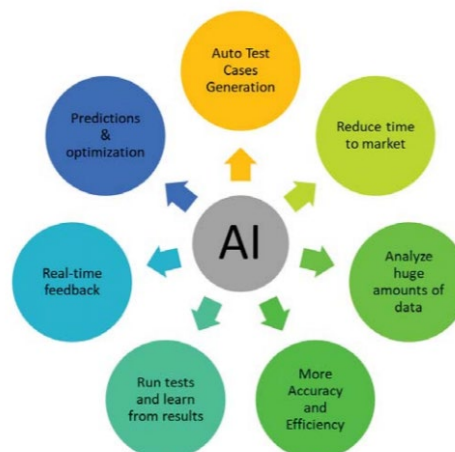 Auto Test
Cases
Generation
Reduce time
to market
Analyze
huge
amounts of
data
More
Accuracy
and
Efficiency
Run tests
and learn
from results
Real-time
feedback
Predictions
&
optimization
AI